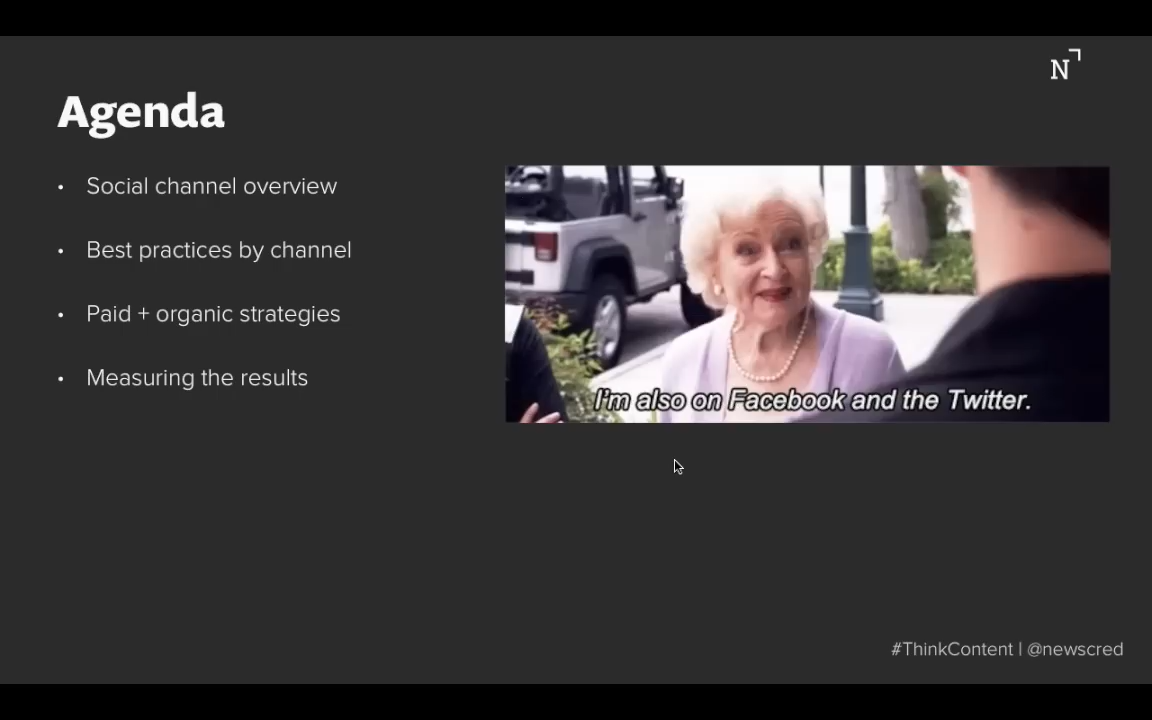 N
Agenda
• Social channel overview
• Best practices by channel
• Paid + organic strategies
• Measuring the results
I'm also on Facebook and the Twitter.
#ThinkContent | @newscred